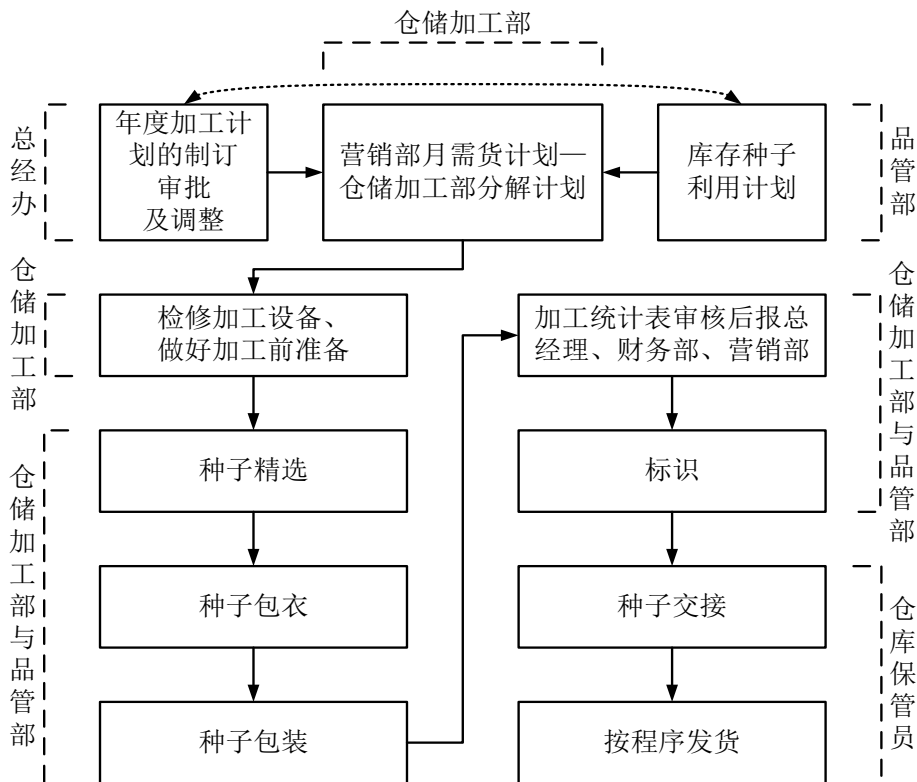 仓储加工部
总经办
年度加工计
划的制订
审批
及调整
营销部月需货计划—
仓储加工部分解计划
库存种子
利用计划
品管部
仓储加工部
检修加工设备、
做好加工前准备
加工统计表审核后报总
经理、财务部、营销部
仓储加工部与品管部
种子精选
标识
仓储加工部与品管部
种子包衣
种子交接
仓库保管员
种子包装
按程序发货